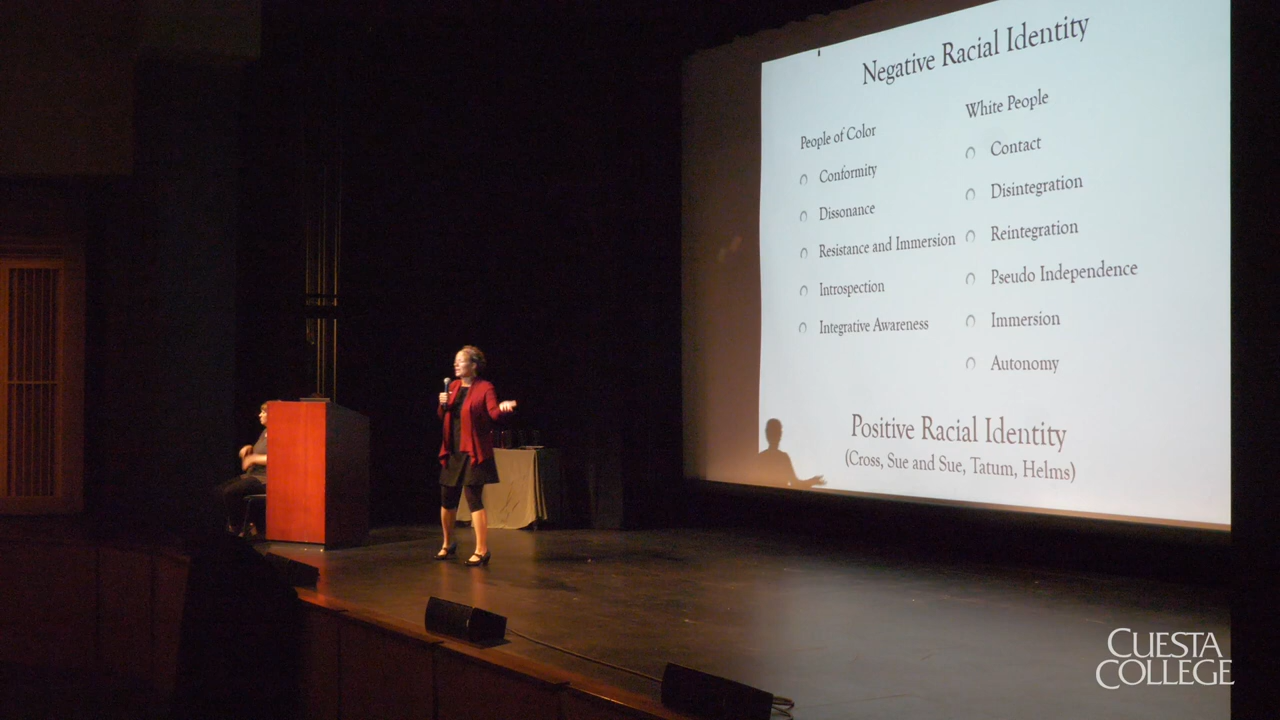 Negative Racial Identity
People of Color
Conformity
Dissonance
Resistance and Immersion
Introspection
Integrative Awareness
White People
Contact
Disintegration
Reintegration
Pseudo Independence
Immersion
Autonomy
Positive Racial Identity
(Cross, Sue and Sue, Tatum, Helms)
CUESTA
COLLEGE